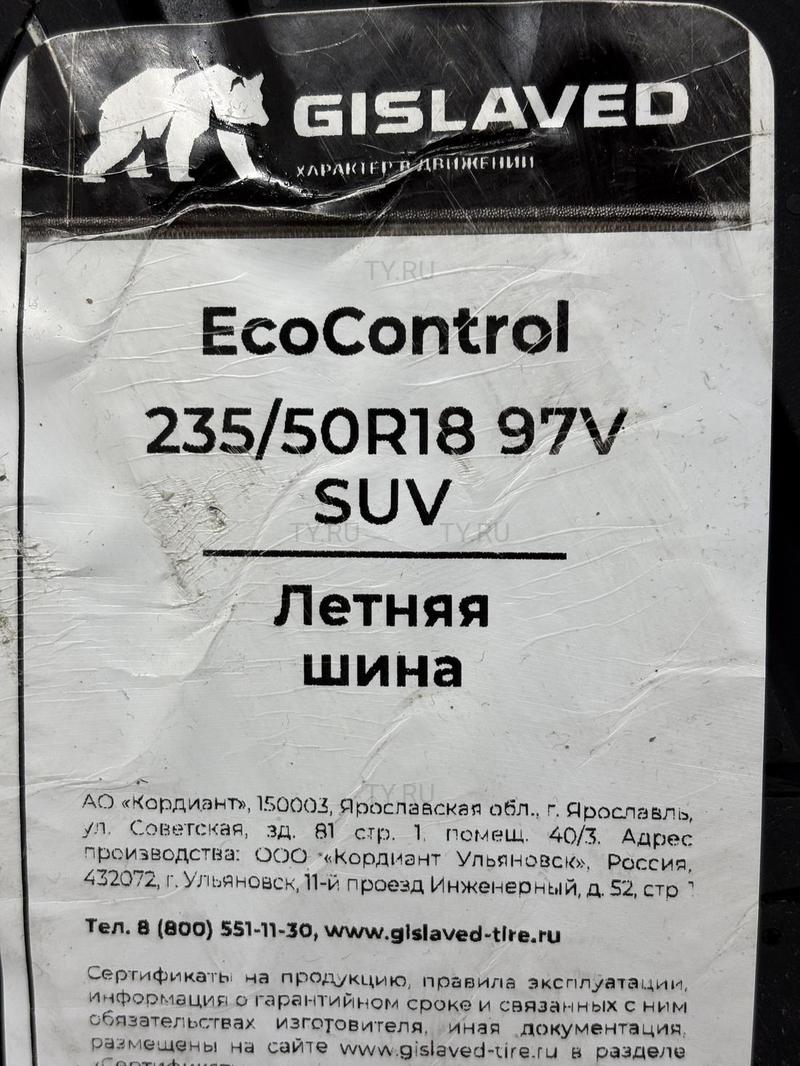 GISLAVED
ХАРАКТЕР В ДВИЖЕНИИ
TY.RU
EcoControl
235/50R18 97V
SUV
TY.RU TY.RU
Летняя
шина
TY.RU
АО «Кордиант», 150003, Ярославская обл., г. Ярославль,
ул. Советская, зд. 81 стр. 1, помещ. 40/3. Адрес
производства: ООО «Кордиант Ульяновск», Россия,
432072, г. Ульяновск, 11-й проезд Инженерный, д. 52, стр 1
Тел. 8 (800) 551-11-30, www.gislaved-tire.ru
Сертификаты на продукцию, правила эксплуатации,
информация о гарантийном сроке и связанных с ним
обязательствах изготовителя, иная документация,
размещены на сайте www.gislaved-tire.ru в разделе